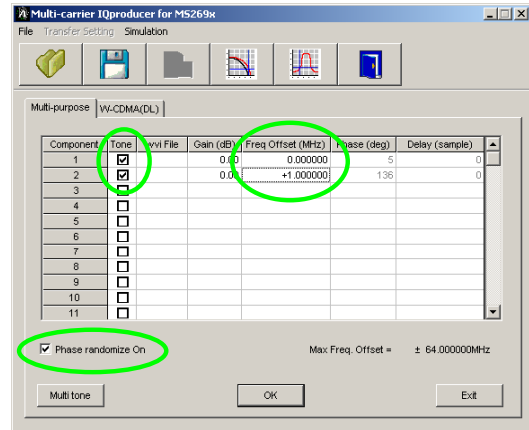 Multi-carrier IQproducer for MS269x
File Transfer Setting Simulation
Multi-purpose W-CDMA(DL)
Component Tone wvi File Gain (dB) Freq Offset (MHz) Phase (deg) Delay (sample)
1 0.00 0.000000 5 0
2 0.00 +1.000000 136 0
3
4
5
6
7
8
9
10
11
Phase randomize On Max Freq. Offset = ± 64.000000MHz
Multi tone OK Exit